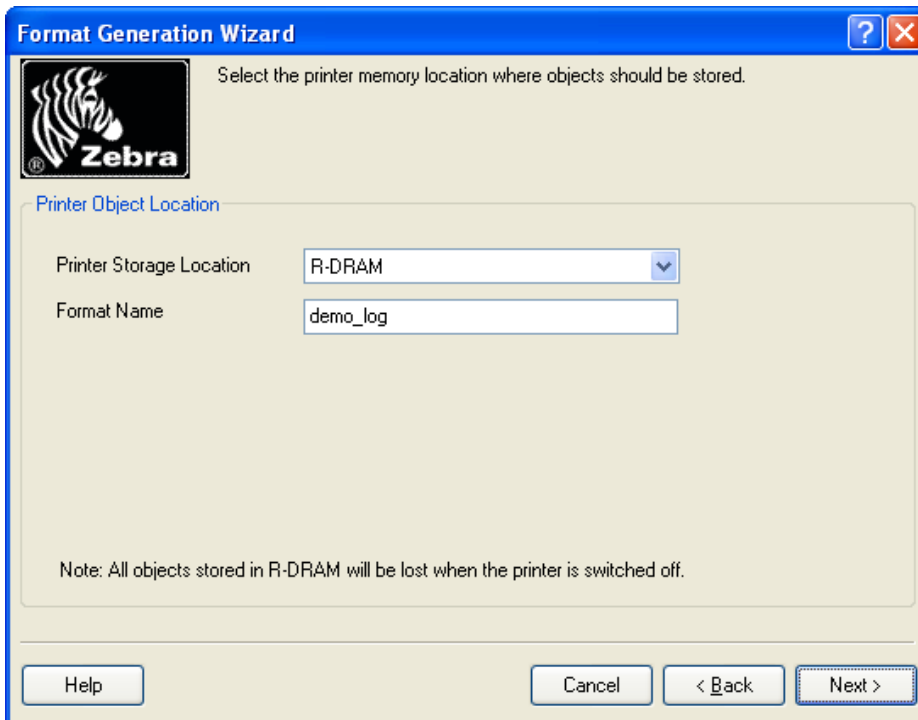 Format Generation Wizard
Select the printer memory location where objects should be stored.
® Zebra
Printer Object Location
Printer Storage Location R-DRAM
Format Name demo_log
Note: All objects stored in R-DRAM will be lost when the printer is switched off.
Help Cancel < Back Next >